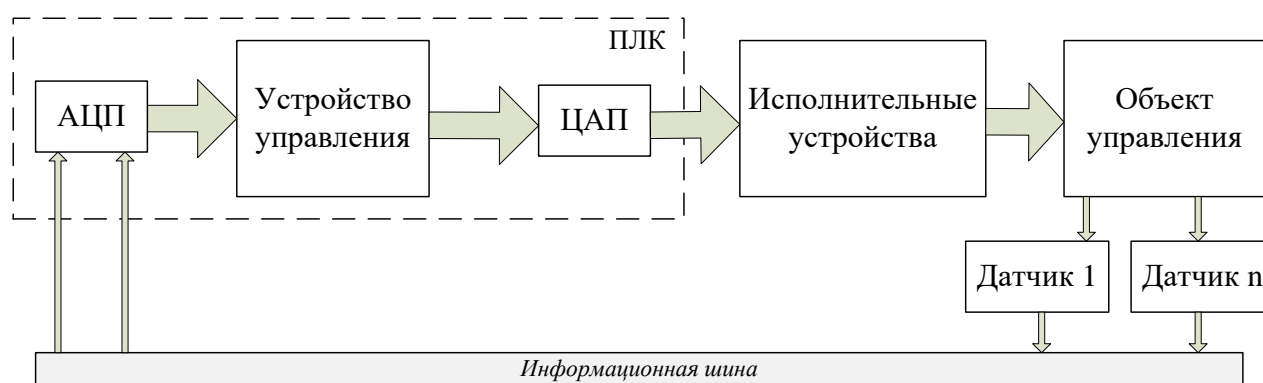 ПЛК
АЦП
Устройство
управления
ЦАП
Исполнительные
устройства
Объект
управления
Датчик 1
Датчик n
Информационная шина